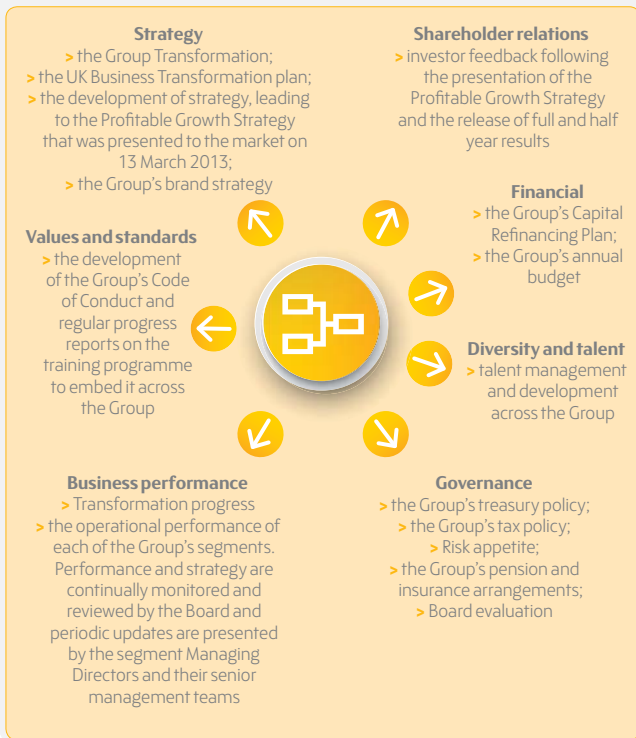 Strategy
> the Group Transformation;
> the UK Business Transformation plan;
> the development of strategy, leading
to the Profitable Growth Strategy
that was presented to the market on
13 March 2013;
> the Group's brand strategy
Shareholder relations
> investor feedback following
the presentation of the
Profitable Growth Strategy
and the release of full and half
year results
Financial
> the Group's Capital
Refinancing Plan;
> the Group's annual
budget
Values and standards
> the development
of the Group's Code
of Conduct and
regular progress
reports on the
training programme
to embed it across
the Group
Diversity and talent
> talent management
and development
across the Group
Business performance
> Transformation progress
> the operational performance of
each of the Group's segments.
Performance and strategy are
continually monitored and
reviewed by the Board and
periodic updates are presented
by the segment Managing
Directors and their senior
management teams
Governance
> the Group's treasury policy;
> the Group's tax policy;
> Risk appetite;
> the Group's pension and
insurance arrangements;
> Board evaluation